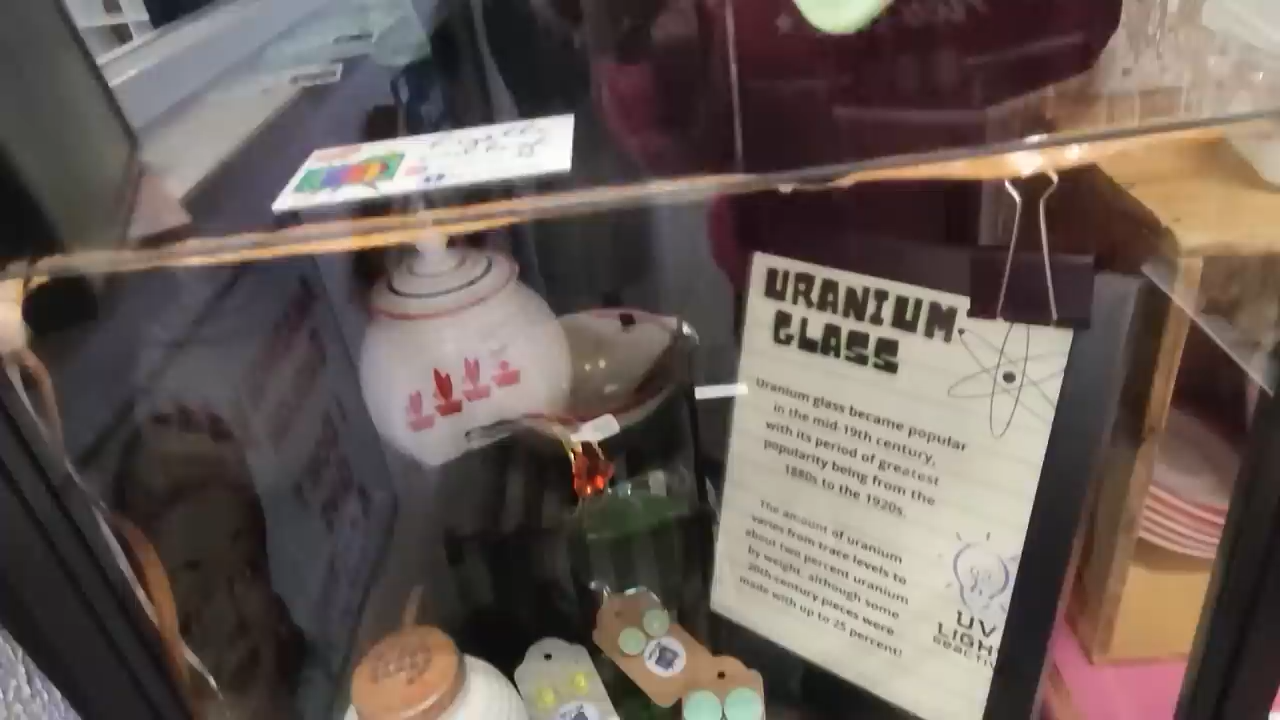 URANIUM
GLASS
Uranium glass became popular
in the mid-19th century,
with its period of greatest
popularity being from the
1880s to the 1920s.
The amount of uranium
varies from trace levels to
about two percent uranium
by weight, although some
20th-century pieces were
made with up to 25 percent!
UV
LIGHT